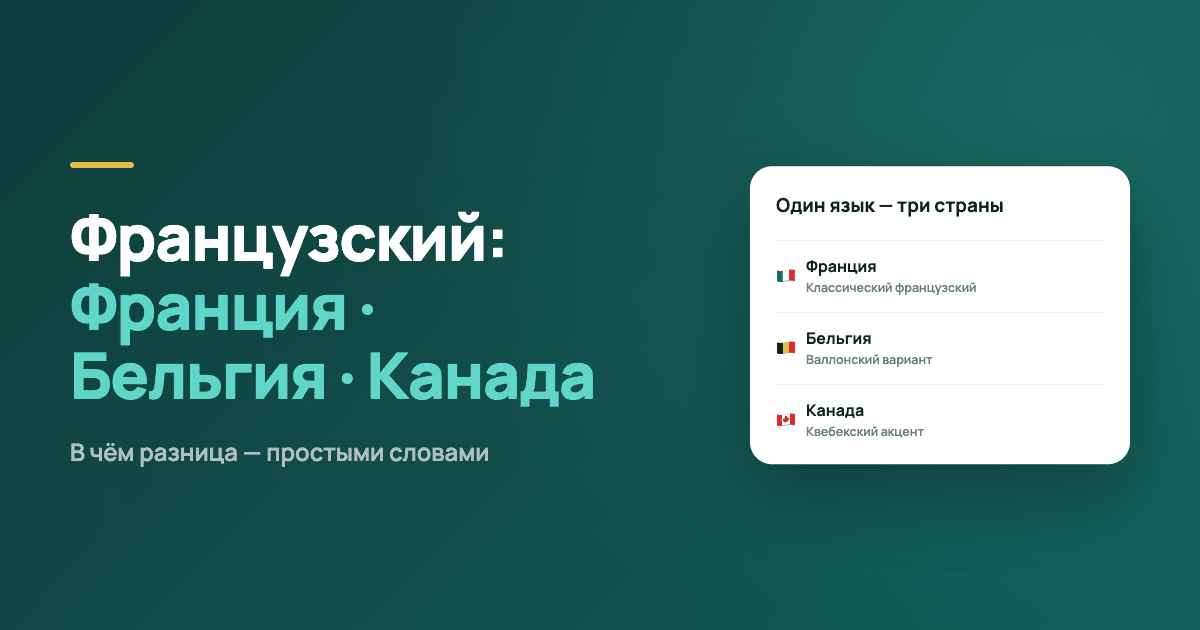 Французский:
Франция ·
Бельгия · Канада
В чём разница — простыми словами
Один язык — три страны
Франция
Классический французский
Бельгия
Валлонский вариант
Канада
Квебекский акцент